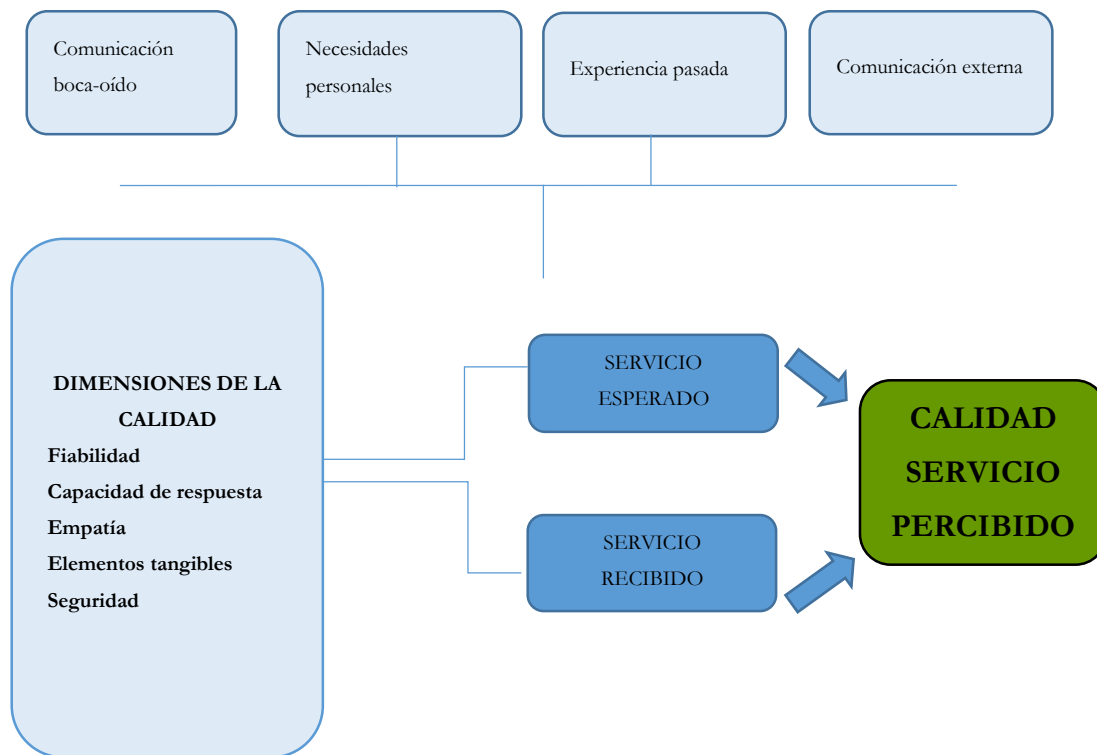 Comunicación
boca-oído
Necesidades
personales
Experiencia pasada
Comunicación externa
DIMENSIONES DE LA
CALIDAD
Fiabilidad
Capacidad de respuesta
Empatía
Elementos tangibles
Seguridad
SERVICIO
ESPERADO
SERVICIO
RECIBIDO
CALIDAD
SERVICIO
PERCIBIDO